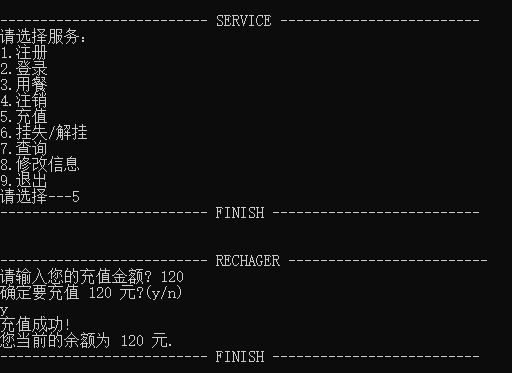 -------------------------- SERVICE -------------------------
请选择服务：
1.注册
2.登录
3.用餐
4.注销
5.充值
6.挂失/解挂
7.查询
8.修改信息
9.退出
请选择---5
-------------------------- FINISH --------------------------
-------------------------- RECHAGER -------------------------
请输入您的充值金额? 120
确定要充值 120 元?(y/n)
y
充值成功!
您当前的余额为 120 元.
-------------------------- FINISH --------------------------